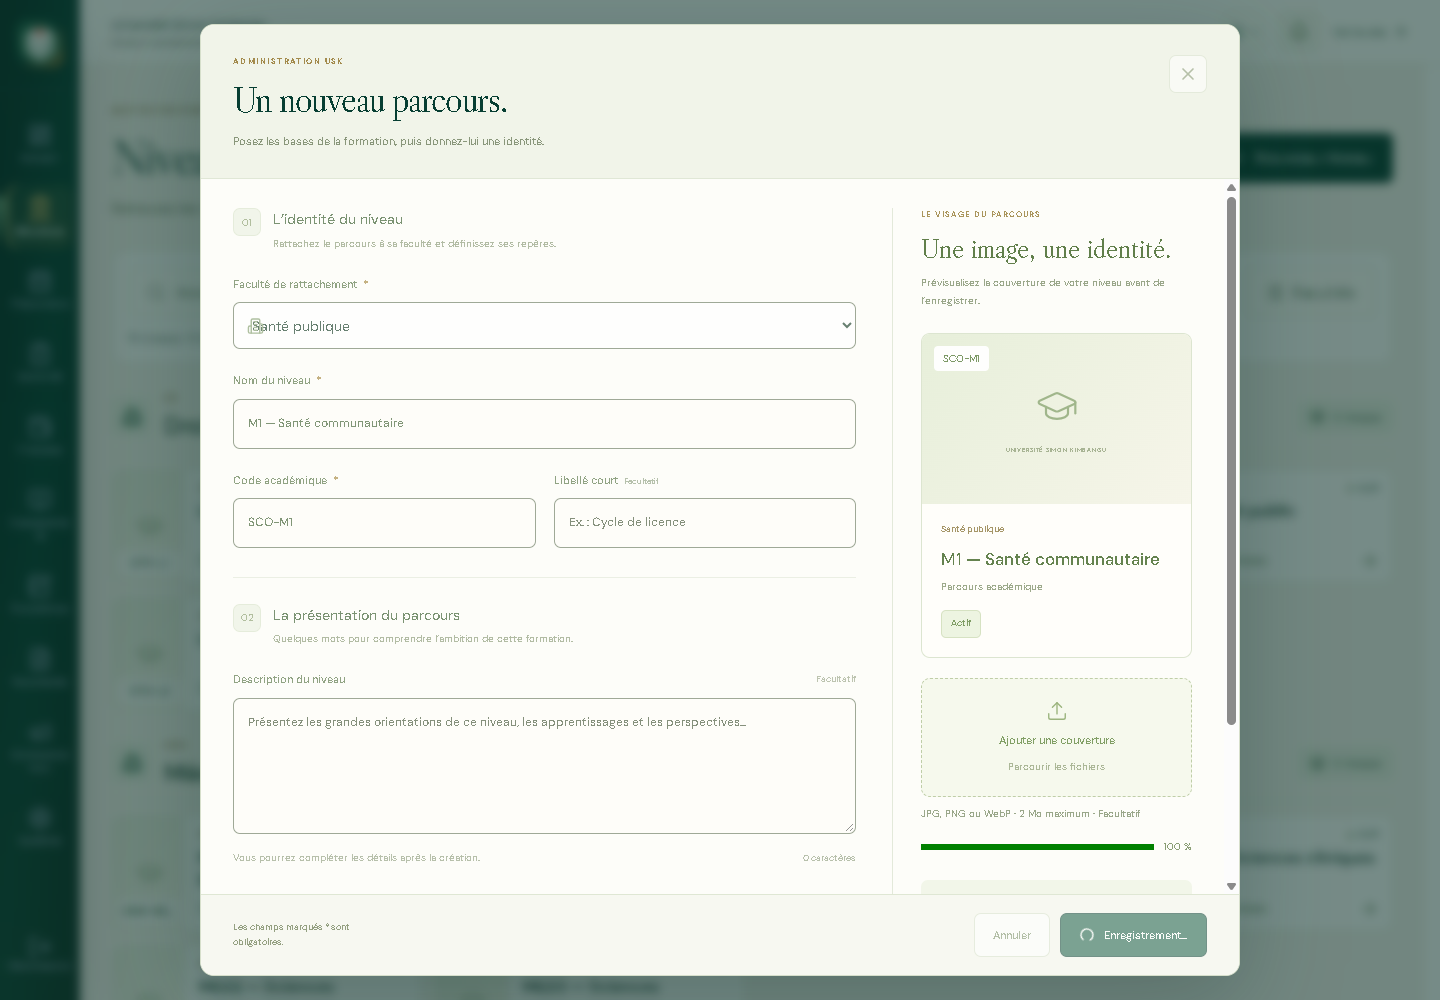 ADMINISTRATION USK
Un nouveau parcours.
Posez les bases de la formation, puis donnez-lui une identité.
01
L'identité du niveau
Rattachez le parcours à sa faculté et définissez ses repères.
Faculté de rattachement *
Santé publique
Nom du niveau *
M1 — Santé communautaire
Code académique *
Libellé court Facultatif
SCO-M1
Ex. : Cycle de licence
02
La présentation du parcours
Quelques mots pour comprendre l'ambition de cette formation.
Description du niveau
Facultatif
Présentez les grandes orientations de ce niveau, les apprentissages et les perspectives…
Vous pourrez compléter les détails après la création.
0 caractères
LE VISAGE DU PARCOURS
Une image, une identité.
Prévisualisez la couverture de votre niveau avant de
l'enregistrer.
SCO-M1
UNIVERSITÉ SIMON KIMBANGU
Santé publique
M1 — Santé communautaire
Parcours académique
Actif
Ajouter une couverture
Parcourir les fichiers
JPG, PNG ou WebP · 2 Mo maximum · Facultatif
100 %
Les champs marqués * sont
obligatoires.
Annuler
Enregistrement…